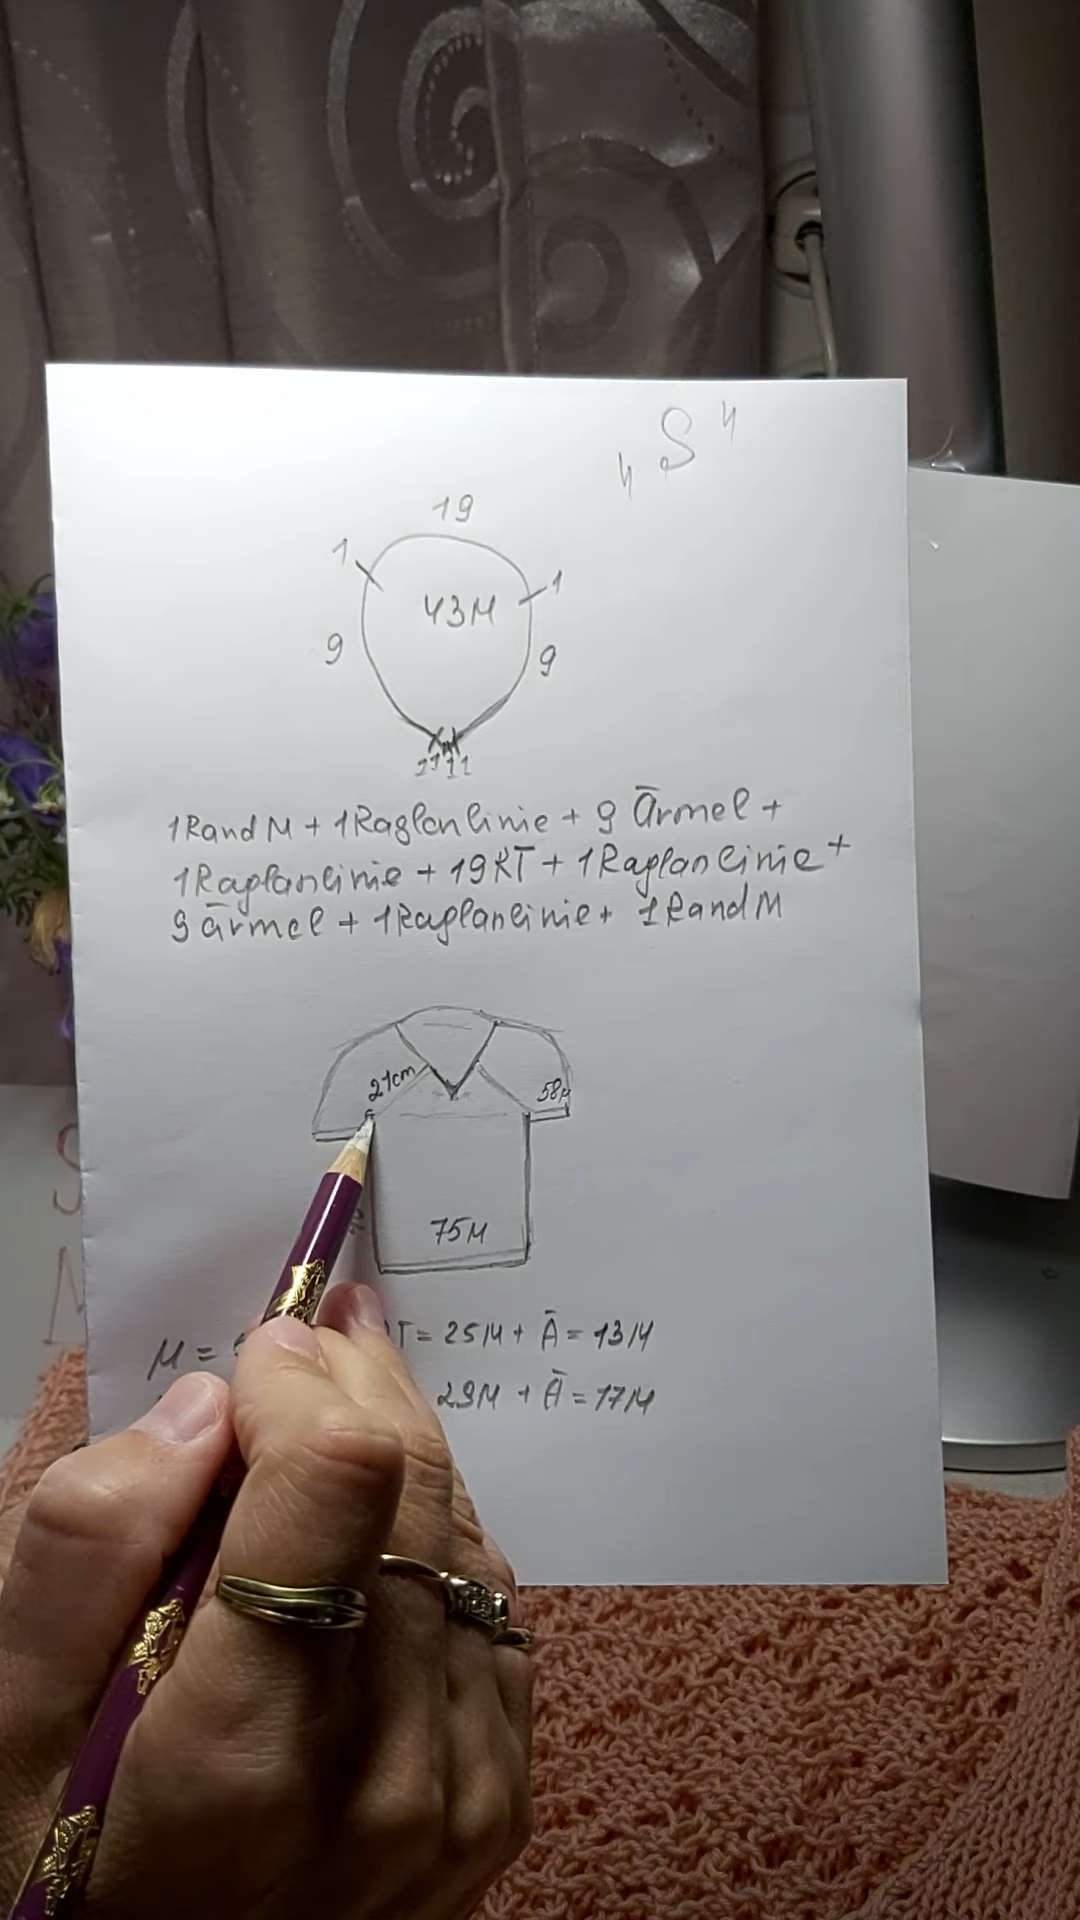 "S"
19
1 1
43M
9 9
1 1 1 1
1RandM + 1Raglanlinie + 9 Ärmel +
1Raglanlinie + 19RT + 1Raglanlinie +
9 ärmel + 1Raglanlinie + 1RandM
21cm
58M
75M
M = T = 25M + Ä = 13M
29M + Ä = 17M
S
M